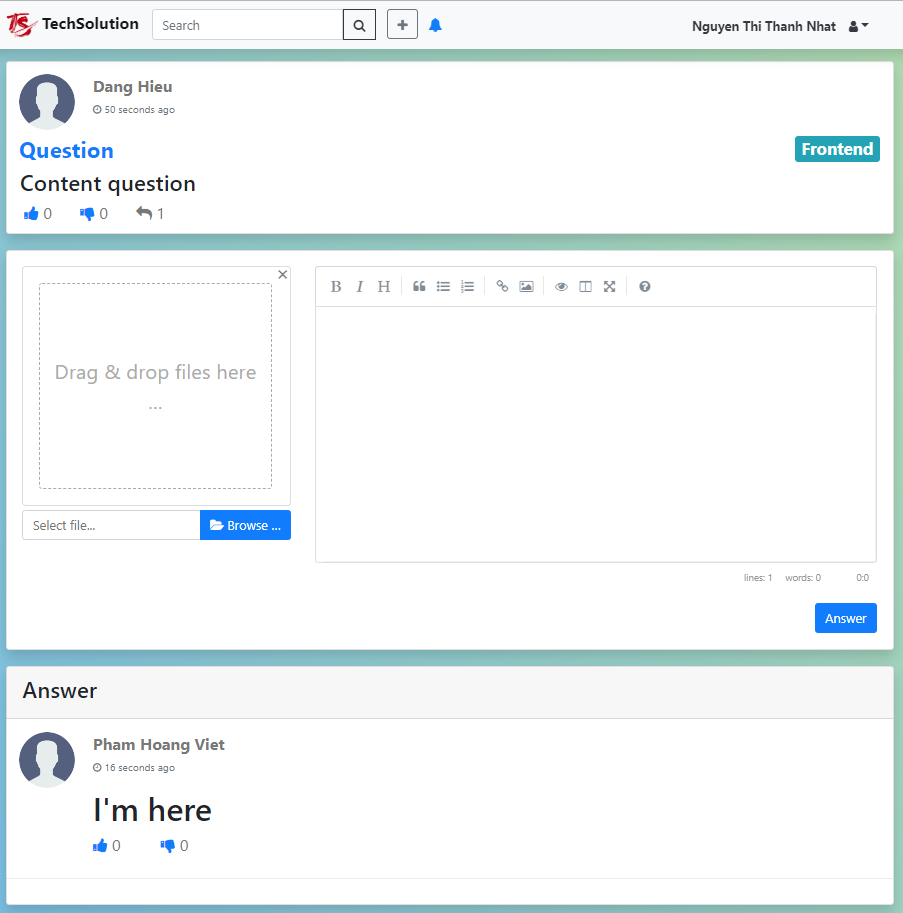 TS TechSolution Search Nguyen Thi Thanh Nhat
Dang Hieu
50 seconds ago
Question Frontend
Content question
0 0 1
×
B I H
Drag & drop files here
...
Select file... Browse ...
lines: 1 words: 0 0:0
Answer
Answer
Pham Hoang Viet
16 seconds ago
I'm here
0 0